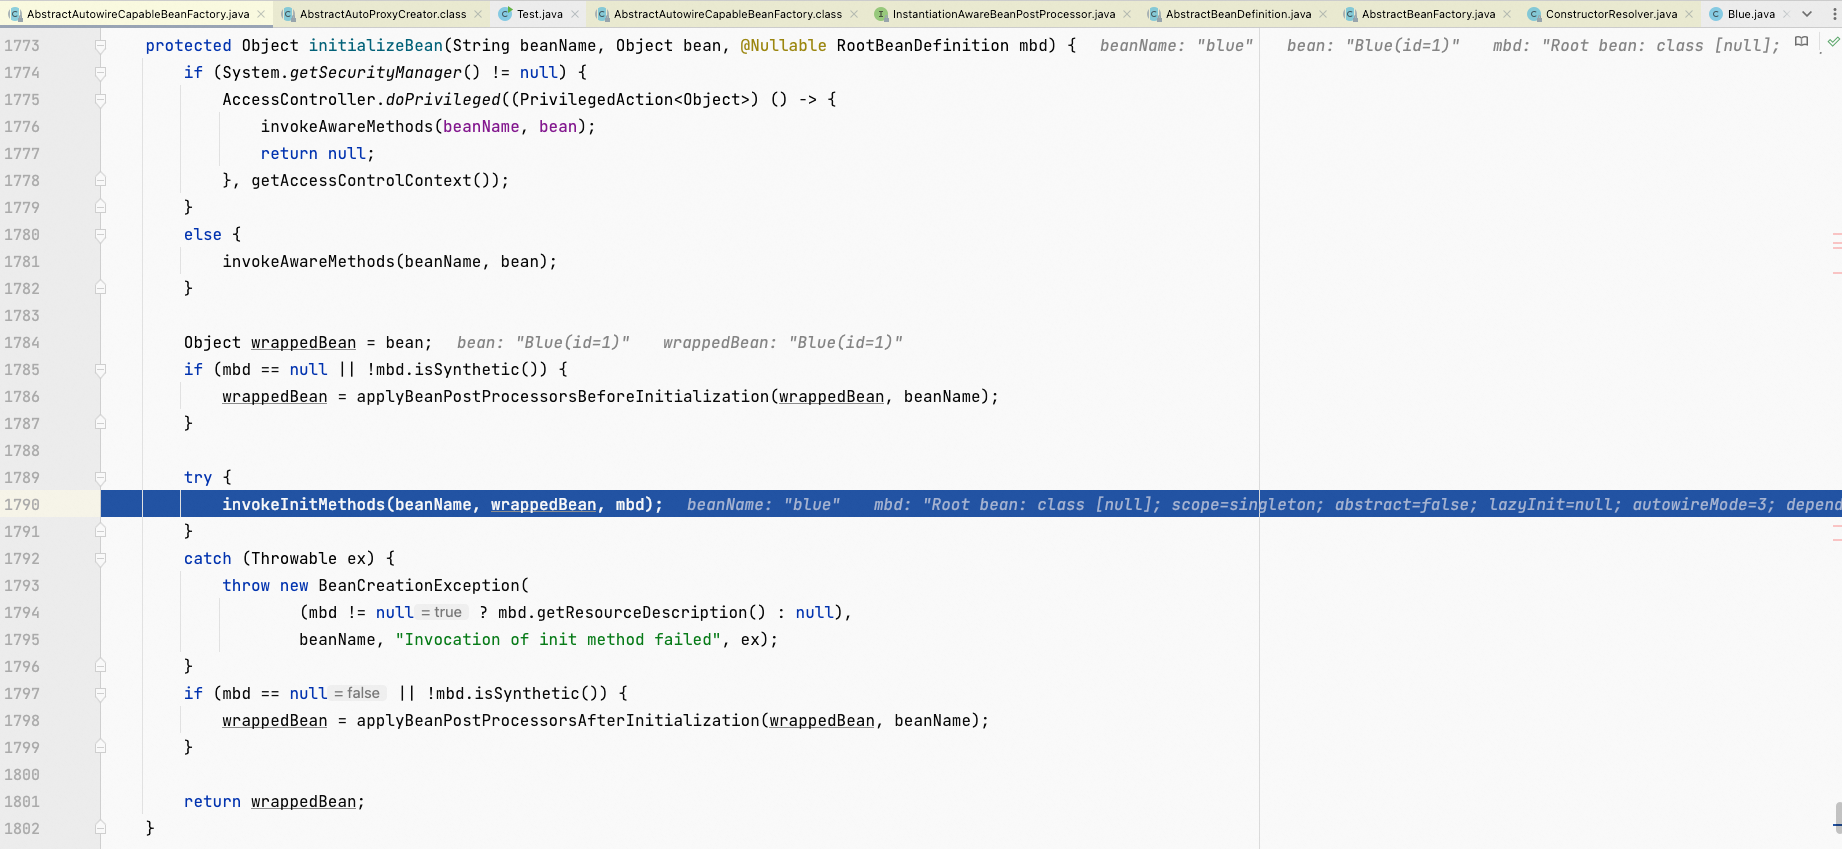 AbstractAutowireCapableBeanFactory.java AbstractAutoProxyCreator.class Test.java AbstractAutowireCapableBeanFactory.class InstantiationAwareBeanPostProcessor.java AbstractBeanDefinition.java AbstractBeanFactory.java ConstructorResolver.java Blue.java
1773 protected Object initializeBean(String beanName, Object bean, @Nullable RootBeanDefinition mbd) { beanName: "blue" bean: "Blue(id=1)" mbd: "Root bean: class [null];
1774 if (System.getSecurityManager() != null) {
1775 AccessController.doPrivileged((PrivilegedAction<Object>) () -> {
1776 invokeAwareMethods(beanName, bean);
1777 return null;
1778 }, getAccessControlContext());
1779 }
1780 else {
1781 invokeAwareMethods(beanName, bean);
1782 }
1783
1784 Object wrappedBean = bean; bean: "Blue(id=1)" wrappedBean: "Blue(id=1)"
1785 if (mbd == null || !mbd.isSynthetic()) {
1786 wrappedBean = applyBeanPostProcessorsBeforeInitialization(wrappedBean, beanName);
1787 }
1788
1789 try {
1790 invokeInitMethods(beanName, wrappedBean, mbd); beanName: "blue" mbd: "Root bean: class [null]; scope=singleton; abstract=false; lazyInit=null; autowireMode=3; depend
1791 }
1792 catch (Throwable ex) {
1793 throw new BeanCreationException(
1794 (mbd != null = true ? mbd.getResourceDescription() : null),
1795 beanName, "Invocation of init method failed", ex);
1796 }
1797 if (mbd == null = false || !mbd.isSynthetic()) {
1798 wrappedBean = applyBeanPostProcessorsAfterInitialization(wrappedBean, beanName);
1799 }
1800
1801 return wrappedBean;
1802 }